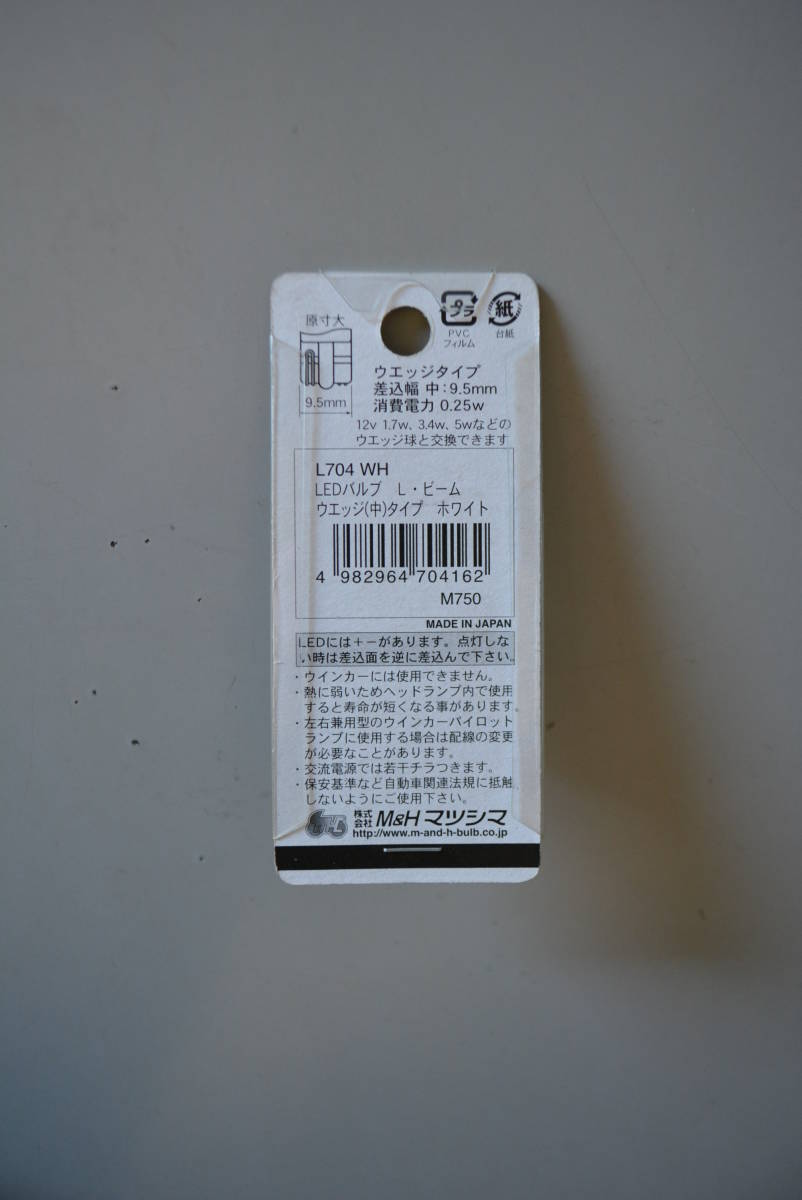 原寸大
プラ
紙
PVC
フィルム
台紙
9.5mm
ウエッジタイプ
差込幅 中:9.5mm
消費電力 0.25w
12v 1.7w、3.4w、5wなどの
ウエッジ球と交換できます
L704 WH
LEDバルブ L・ビーム
ウエッジ(中)タイプ ホワイト
4 982964 704162
M750
MADE IN JAPAN
LEDには+-があります。点灯しな
い時は差込面を逆に差込んで下さい。
・ウインカーには使用できません。
・熱に弱いためヘッドランプ内で使用
すると寿命が短くなる事があります。
・左右兼用型のウインカーパイロット
ランプに使用する場合は配線の変更
が必要なことがあります。
・交流電源では若干チラつきます。
・保安基準など自動車関連法規に抵触
しないようにご使用下さい。
株式会社 M&H マツシマ
http://www.m-and-h-bulb.co.jp